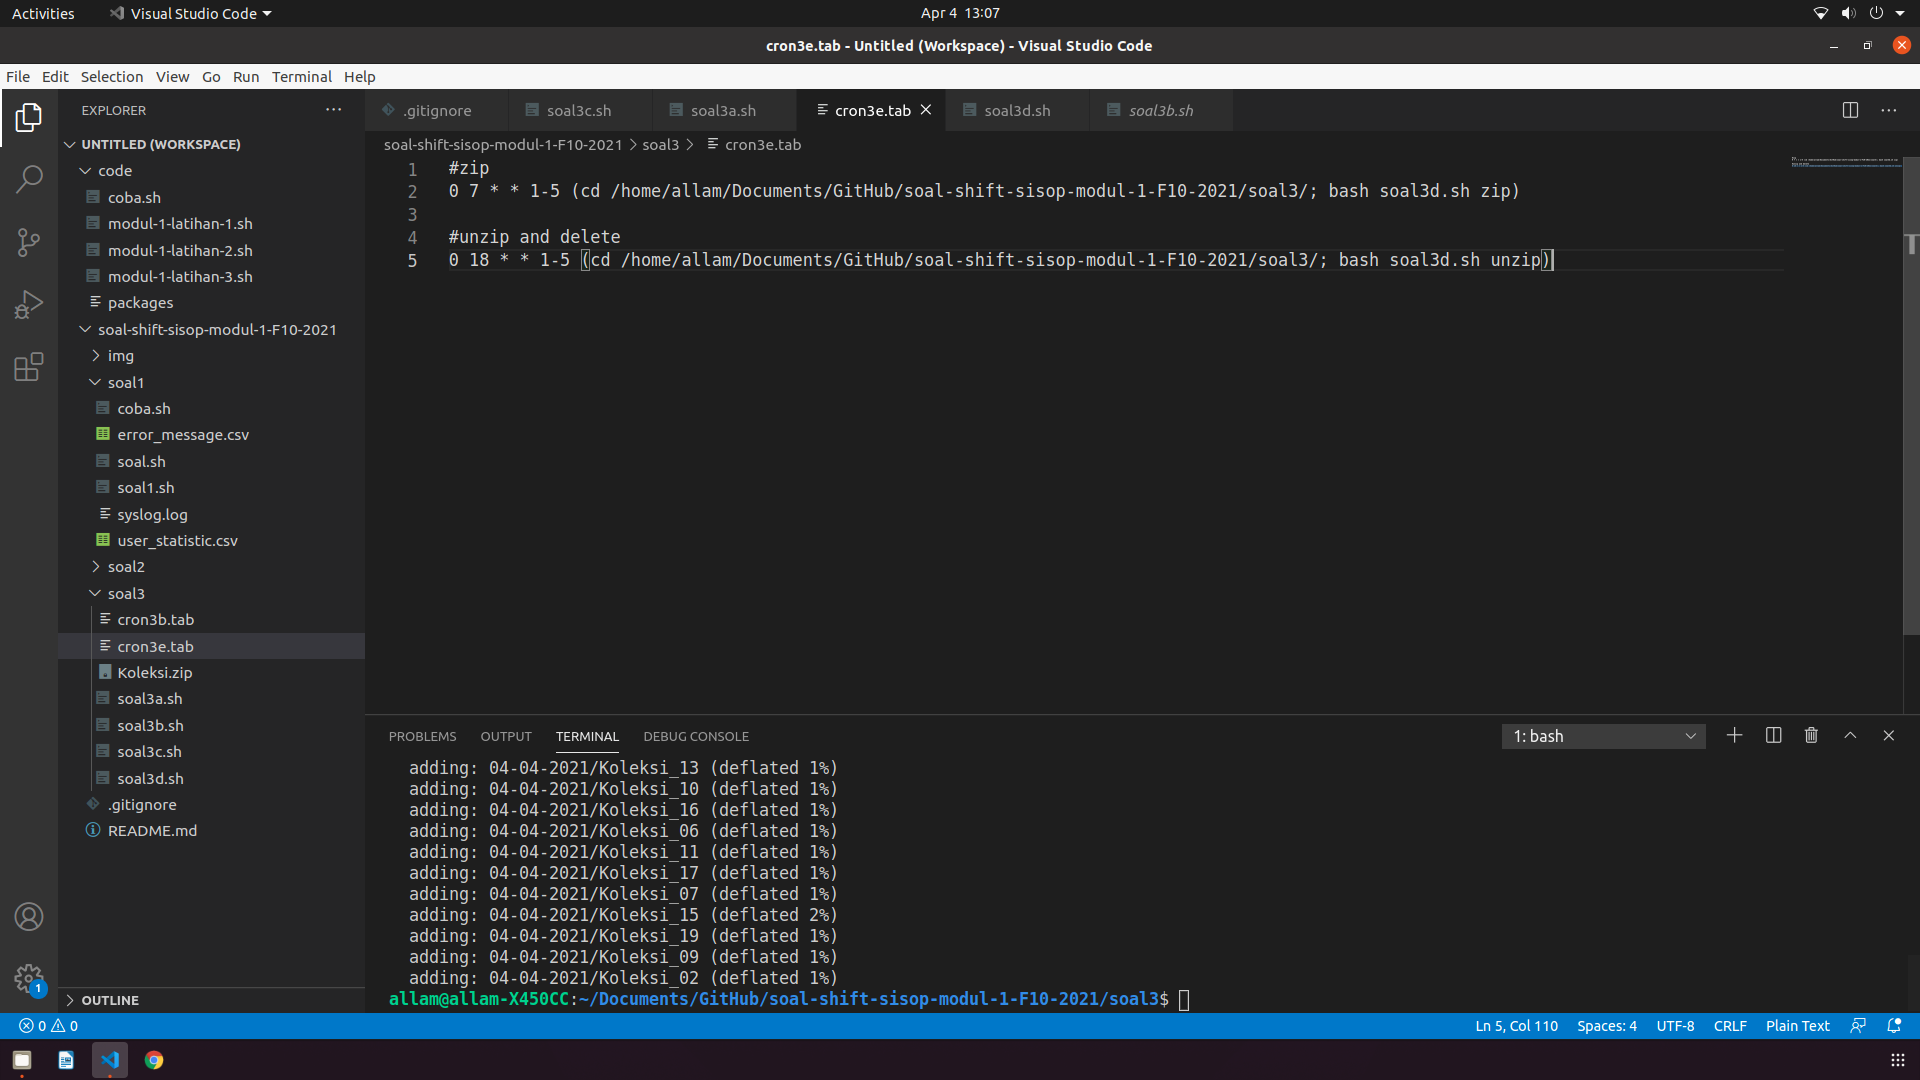 Activities
Visual Studio Code
Apr 4 13:07
cron3e.tab - Untitled (Workspace) - Visual Studio Code
File Edit Selection View Go Run Terminal Help
EXPLORER
UNTITLED (WORKSPACE)
code
coba.sh
modul-1-latihan-1.sh
modul-1-latihan-2.sh
modul-1-latihan-3.sh
packages
soal-shift-sisop-modul-1-F10-2021
img
soal1
coba.sh
error_message.csv
soal.sh
soal1.sh
syslog.log
user_statistic.csv
soal2
soal3
cron3b.tab
cron3e.tab
Koleksi.zip
soal3a.sh
soal3b.sh
soal3c.sh
soal3d.sh
.gitignore
README.md
OUTLINE
1
.gitignore soal3c.sh soal3a.sh cron3e.tab soal3d.sh soal3b.sh
soal-shift-sisop-modul-1-F10-2021 > soal3 > cron3e.tab
1 #zip
2 0 7 * * 1-5 (cd /home/allam/Documents/GitHub/soal-shift-sisop-modul-1-F10-2021/soal3/; bash soal3d.sh zip)
3
4 #unzip and delete
5 0 18 * * 1-5 (cd /home/allam/Documents/GitHub/soal-shift-sisop-modul-1-F10-2021/soal3/; bash soal3d.sh unzip)
PROBLEMS OUTPUT TERMINAL DEBUG CONSOLE
1: bash
adding: 04-04-2021/Koleksi_13 (deflated 1%)
adding: 04-04-2021/Koleksi_10 (deflated 1%)
adding: 04-04-2021/Koleksi_16 (deflated 1%)
adding: 04-04-2021/Koleksi_06 (deflated 1%)
adding: 04-04-2021/Koleksi_11 (deflated 1%)
adding: 04-04-2021/Koleksi_17 (deflated 1%)
adding: 04-04-2021/Koleksi_07 (deflated 1%)
adding: 04-04-2021/Koleksi_15 (deflated 2%)
adding: 04-04-2021/Koleksi_19 (deflated 1%)
adding: 04-04-2021/Koleksi_09 (deflated 1%)
adding: 04-04-2021/Koleksi_02 (deflated 1%)
allam@allam-X450CC:~/Documents/GitHub/soal-shift-sisop-modul-1-F10-2021/soal3$
0 0
Ln 5, Col 110 Spaces: 4 UTF-8 CRLF Plain Text